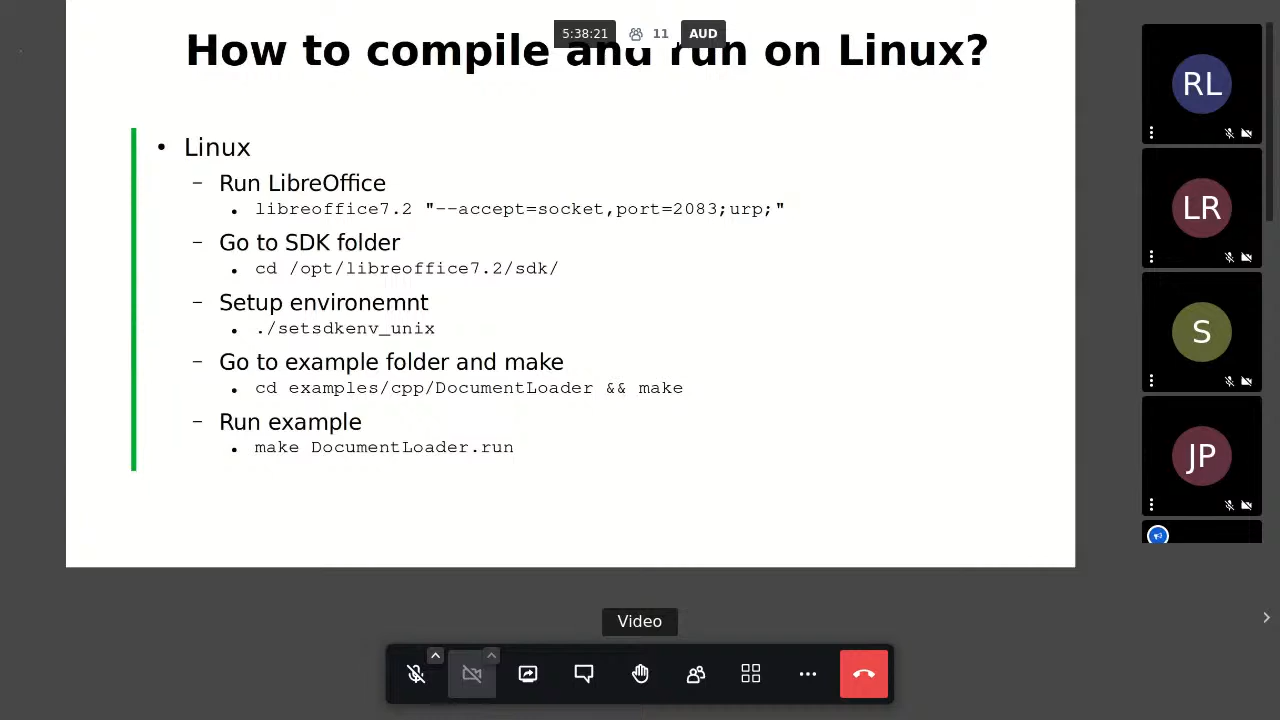 5:38:21 11 AUD
How to compile and run on Linux?
• Linux
– Run LibreOffice
• libreoffice7.2 "--accept=socket,port=2083;urp;"
– Go to SDK folder
• cd /opt/libreoffice7.2/sdk/
– Setup environemnt
• ./setsdkenv_unix
– Go to example folder and make
• cd examples/cpp/DocumentLoader && make
– Run example
• make DocumentLoader.run
RL
LR
S
JP
Video